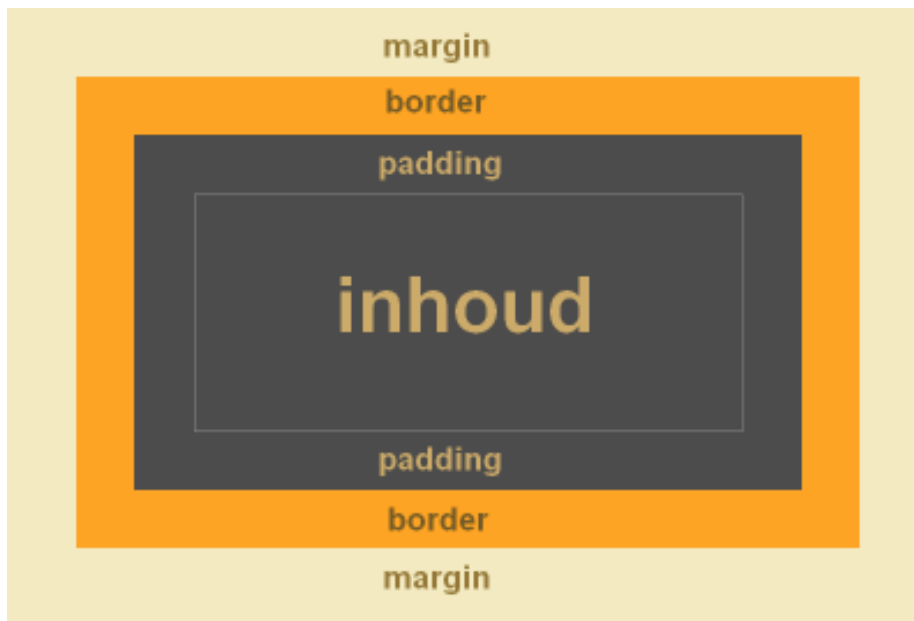 margin
border
padding
inhoud
padding
border
margin